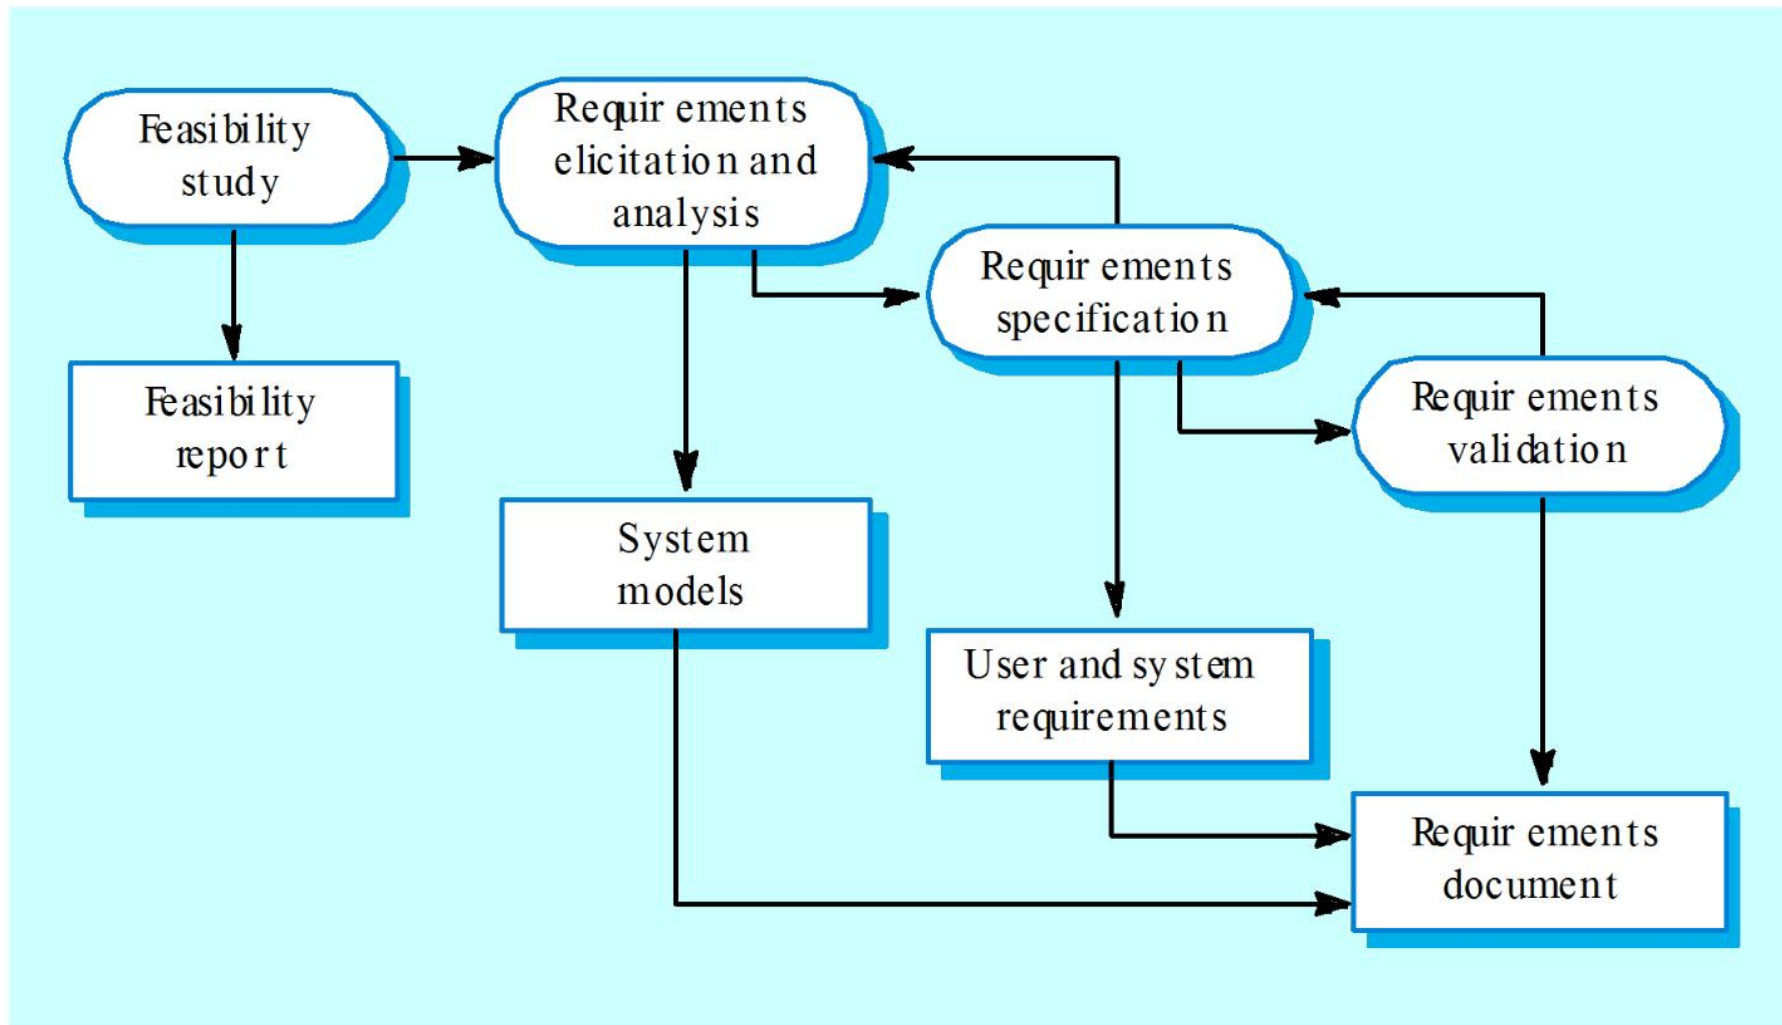 Feasibility
study
Requirements
elicitation and
analysis
Requirements
specification
Requirements
validation
Feasibility
report
System
models
User and system
requirements
Requirements
document